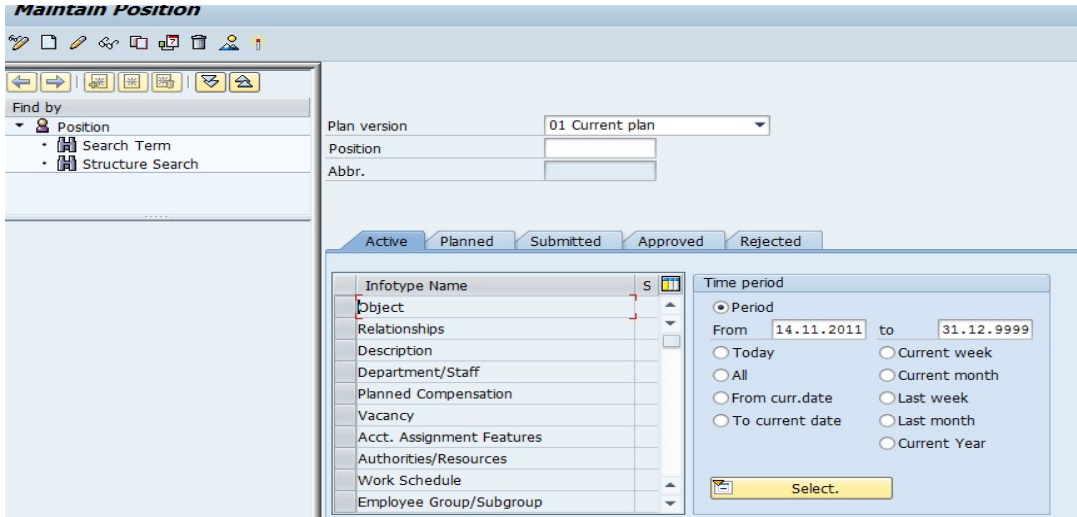 Maintain Position
Find by
Position
Search Term
Structure Search
Plan version 01 Current plan
Position
Abbr.
Active Planned Submitted Approved Rejected
Infotype Name S
Object
Relationships
Description
Department/Staff
Planned Compensation
Vacancy
Acct. Assignment Features
Authorities/Resources
Work Schedule
Employee Group/Subgroup
Time period
Period
From 14.11.2011 to 31.12.9999
Today Current week
All Current month
From curr.date Last week
To current date Last month
Current Year
Select.